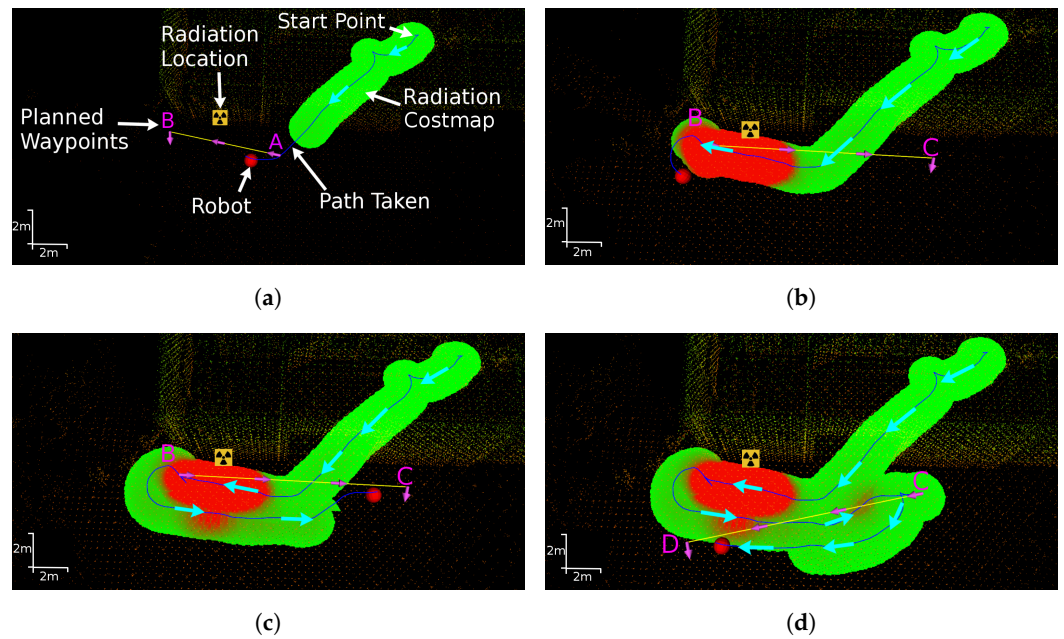 Start Point
Radiation
Location
Radiation
Costmap
Planned
Waypoints
B
A
Robot
Path Taken
2m
2m
(a)
B
C
2m
2m
(b)
B
C
2m
2m
(c)
C
D
2m
2m
(d)